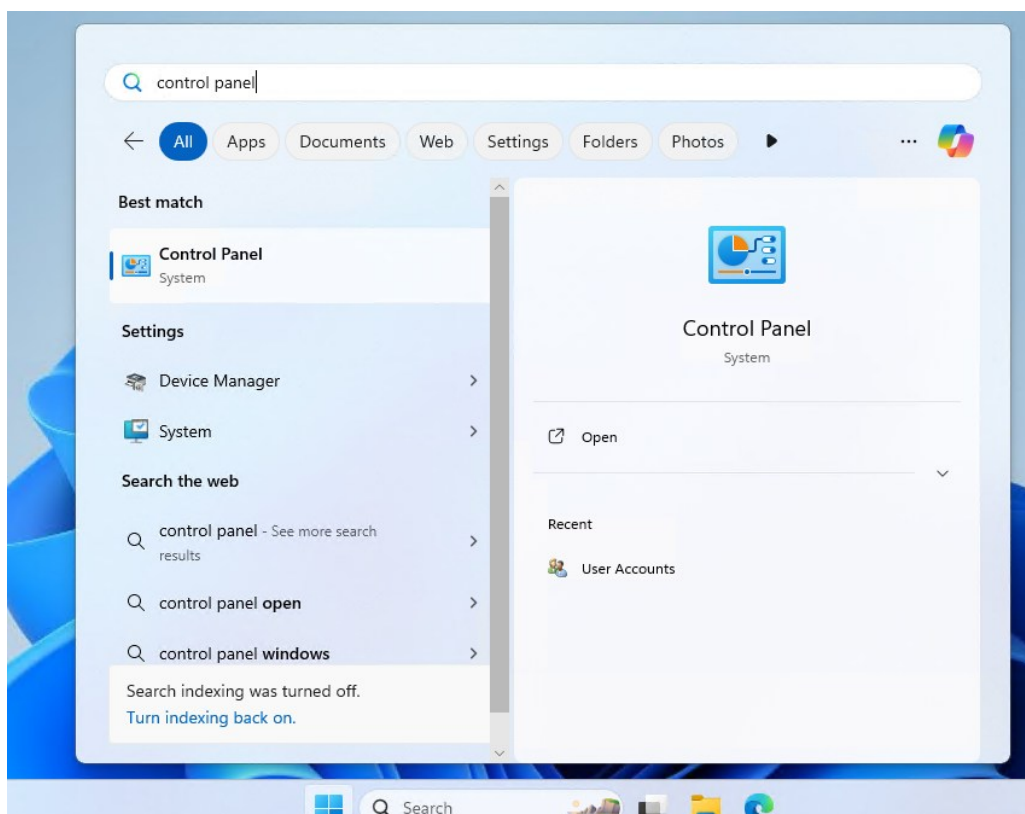 control panel
All Apps Documents Web Settings Folders Photos
Best match
Control Panel
System
Settings
Device Manager
System
Search the web
control panel - See more search
results
control panel open
control panel windows
Search indexing was turned off.
Turn indexing back on.
Control Panel
System
Open
Recent
User Accounts
Search